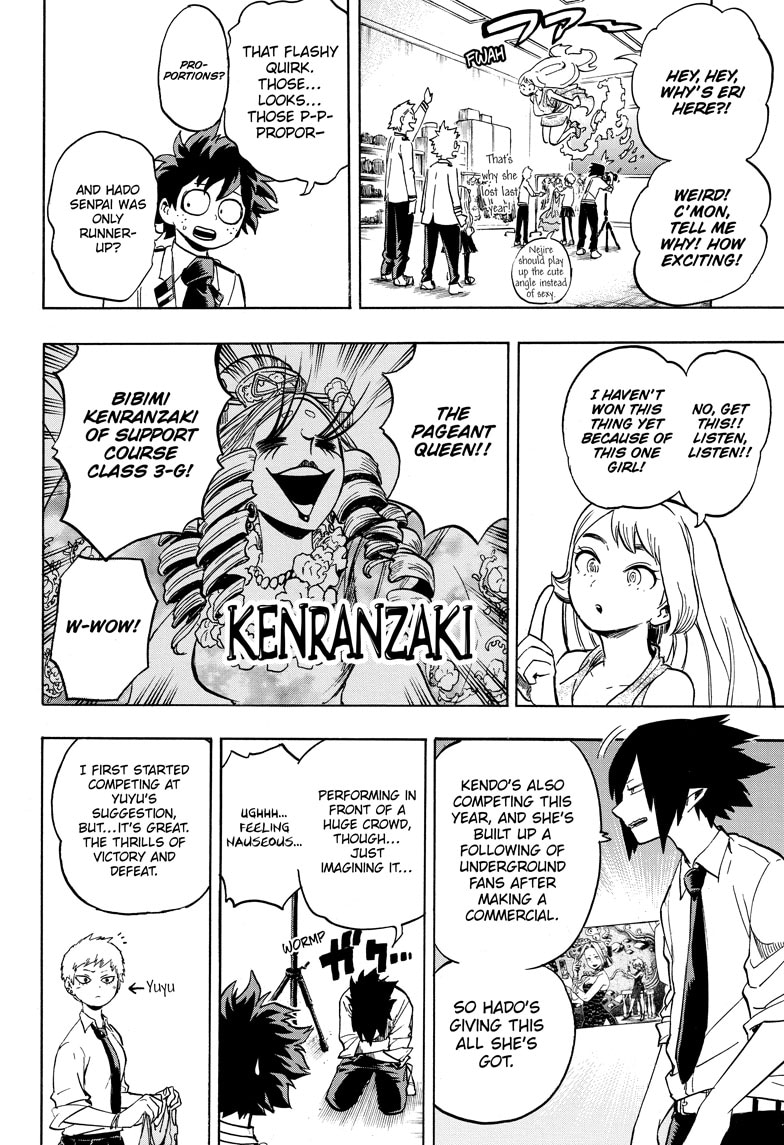 HEY, HEY,
WHY'S ERI
HERE?!
WEIRD!
C'MON,
TELL ME
WHY! HOW
EXCITING!
ファァー
FWAH
That's
why she
lost last
year!
Nejire
should play
up the cute
angle instead
of sexy.
THAT FLASHY
QUIRK.
THOSE...
LOOKS...
THOSE P-P-
PROPOR–
PRO-
PORTIONS?
AND HADO
SENPAI WAS
ONLY
RUNNER-
UP?
NO, GET
THIS!!
LISTEN,
LISTEN!!
I HAVEN'T
WON THIS
THING YET
BECAUSE OF
THIS ONE
GIRL!
THE
PAGEANT
QUEEN!!
BIBIMI
KENRANZAKI
OF SUPPORT
COURSE
CLASS 3-G!
KENRANZAKI
W-WOW!
KENDO'S ALSO
COMPETING THIS
YEAR, AND SHE'S
BUILT UP A
FOLLOWING OF
UNDERGROUND
FANS AFTER
MAKING A
COMMERCIAL.
SO HADO'S
GIVING THIS
ALL SHE'S
GOT.
PERFORMING IN
FRONT OF A
HUGE CROWD,
THOUGH...
...JUST
IMAGINING IT...
UGHHH...
FEELING
NAUSEOUS...
WORMP
ガク…
I FIRST STARTED
COMPETING AT
YUYU'S
SUGGESTION,
BUT...IT'S GREAT.
THE THRILLS OF
VICTORY AND
DEFEAT.
←Yuyu